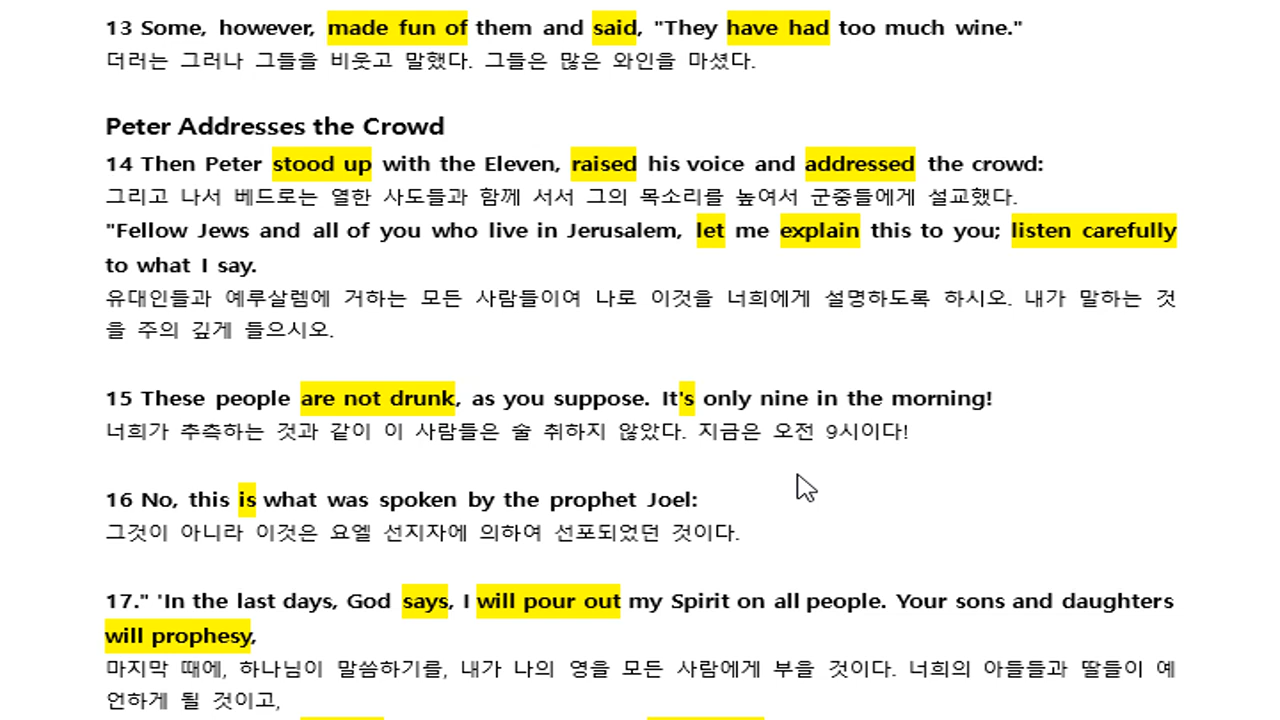 13 Some, however, made fun of them and said, "They have had too much wine."
더러는 그러나 그들을 비웃고 말했다. 그들은 많은 와인을 마셨다.
Peter Addresses the Crowd
14 Then Peter stood up with the Eleven, raised his voice and addressed the crowd:
그리고 나서 베드로는 열한 사도들과 함께 서서 그의 목소리를 높여서 군중들에게 설교했다.
"Fellow Jews and all of you who live in Jerusalem, let me explain this to you; listen carefully
to what I say.
유대인들과 예루살렘에 거하는 모든 사람들이여 나로 이것을 너희에게 설명하도록 하시오. 내가 말하는 것
을 주의 깊게 들으시오.
15 These people are not drunk, as you suppose. It's only nine in the morning!
너희가 추측하는 것과 같이 이 사람들은 술 취하지 않았다. 지금은 오전 9시이다!
16 No, this is what was spoken by the prophet Joel:
그것이 아니라 이것은 요엘 선지자에 의하여 선포되었던 것이다.
17." 'In the last days, God says, I will pour out my Spirit on all people. Your sons and daughters
will prophesy,
마지막 때에, 하나님이 말씀하기를, 내가 나의 영을 모든 사람에게 부을 것이다. 너희의 아들들과 딸들이 예
언하게 될 것이고,